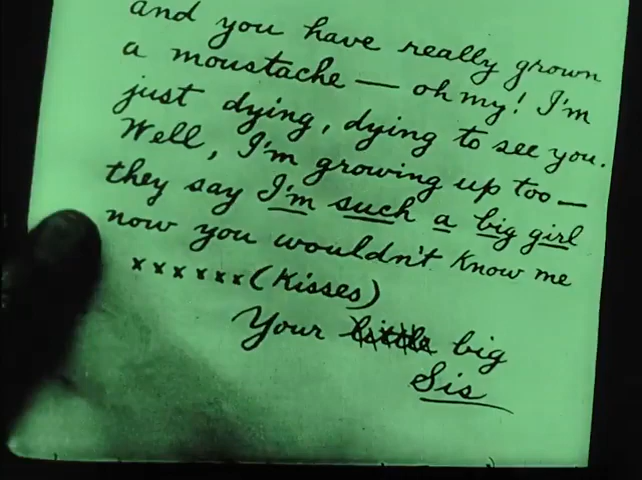 and you have really grown
a moustache — oh my! I'm
just dying, dying to see you.
Well, I'm growing up too —
they say I'm such a big girl
now you wouldn't know me
xxxxxx (Kisses)
Your little big
Sis